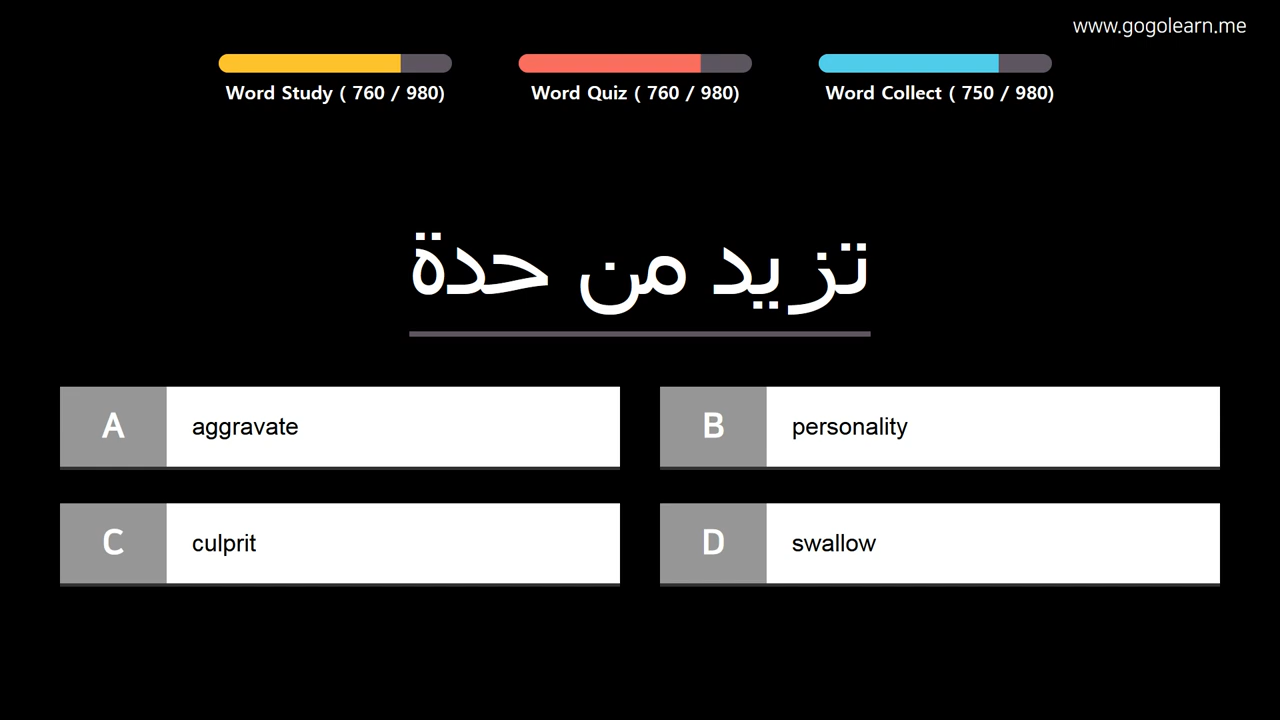 www.gogolearn.me
Word Study ( 760 / 980)
Word Quiz ( 760 / 980)
Word Collect ( 750 / 980)
تزيد من حدة
A aggravate
B personality
C culprit
D swallow